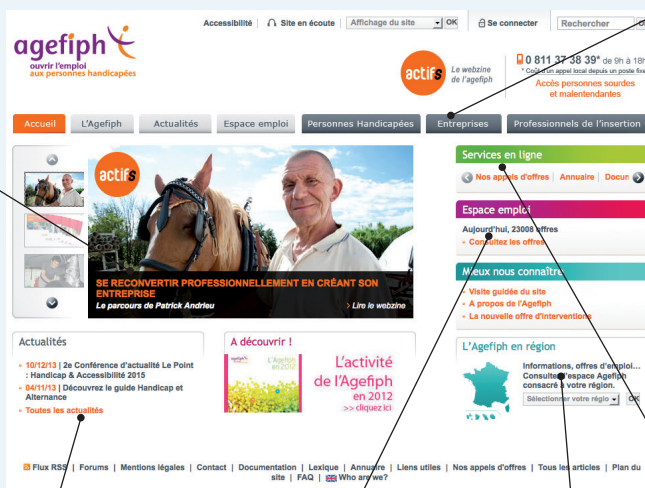 Accessibilité | Site en écoute | Affichage du site OK Se connecter Rechercher
agefiph
ouvrir l'emploi
aux personnes handicapées
actifs
Le webzine
de l'agefiph
0 811 37 38 39* de 9h à 18h
* Coût d'un appel local depuis un poste fixe
Accès personnes sourdes
et malentendantes
Accueil L'Agefiph Actualités Espace emploi Personnes Handicapées Entreprises Professionnels de l'insertion
actifs
SE RECONVERTIR PROFESSIONNELLEMENT EN CRÉANT SON
ENTREPRISE
Le parcours de Patrick Andrieu > Lire le webzine
Services en ligne
Nos appels d'offres | Annuaire | Docun
Espace emploi
Aujourd'hui, 23008 offres
Consultez les offres
Mieux nous connaître
Visite guidée du site
A propos de l'Agefiph
La nouvelle offre d'intervention
Actualités
10/12/13 | 2e Conférence d'actualité Le Point
: Handicap & Accessibilité 2015
04/11/13 | Découvrez le guide Handicap et
Alternance
Toutes les actualités
A découvrir !
agefiph
L'Agefiph
en 2012
L'activité
de l'Agefiph
en 2012
>> cliquez ici
L'Agefiph en région
Informations, offres d'emploi...
Consultez l'espace Agefiph
consacré à votre région.
Sélectionner votre régio OK
Flux RSS | Forums | Mentions légales | Contact | Documentation | Lexique | Annuaire | Liens utiles | Nos appels d'offres | Tous les articles | Plan du
site | FAQ | Who are we?